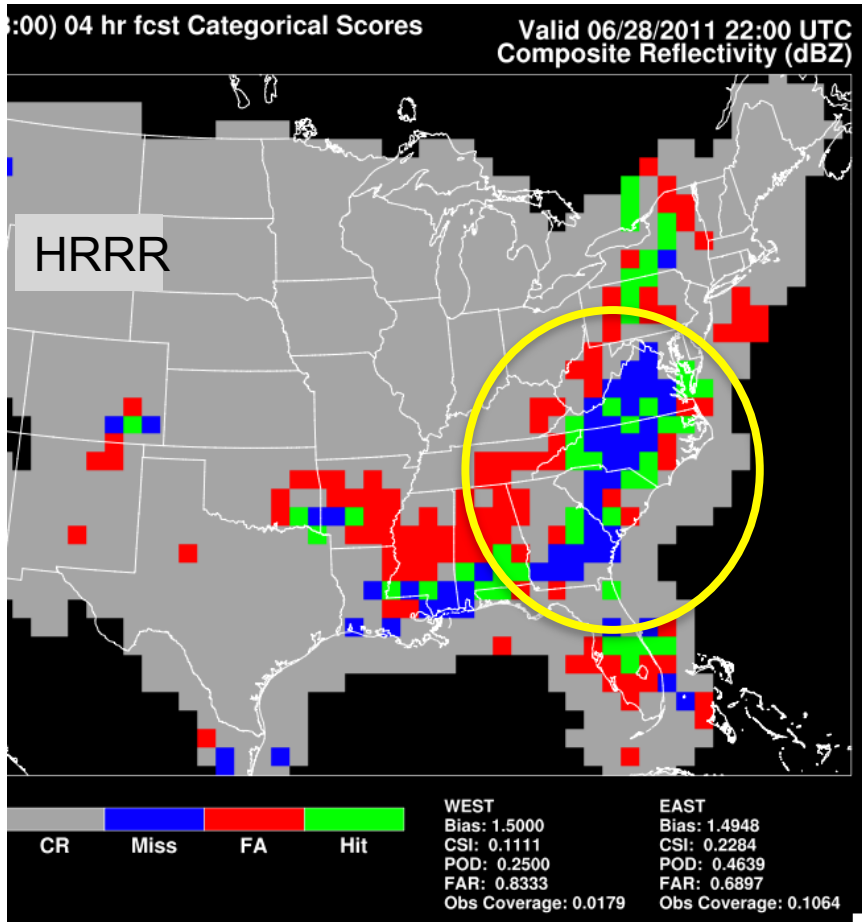 :00) 04 hr fcst Categorical Scores
Valid 06/28/2011 22:00 UTC
Composite Reflectivity (dBZ)
HRRR
CR Miss FA Hit
WEST
Bias: 1.5000
CSI: 0.1111
POD: 0.2500
FAR: 0.8333
Obs Coverage: 0.0179
EAST
Bias: 1.4948
CSI: 0.2284
POD: 0.4639
FAR: 0.6897
Obs Coverage: 0.1064